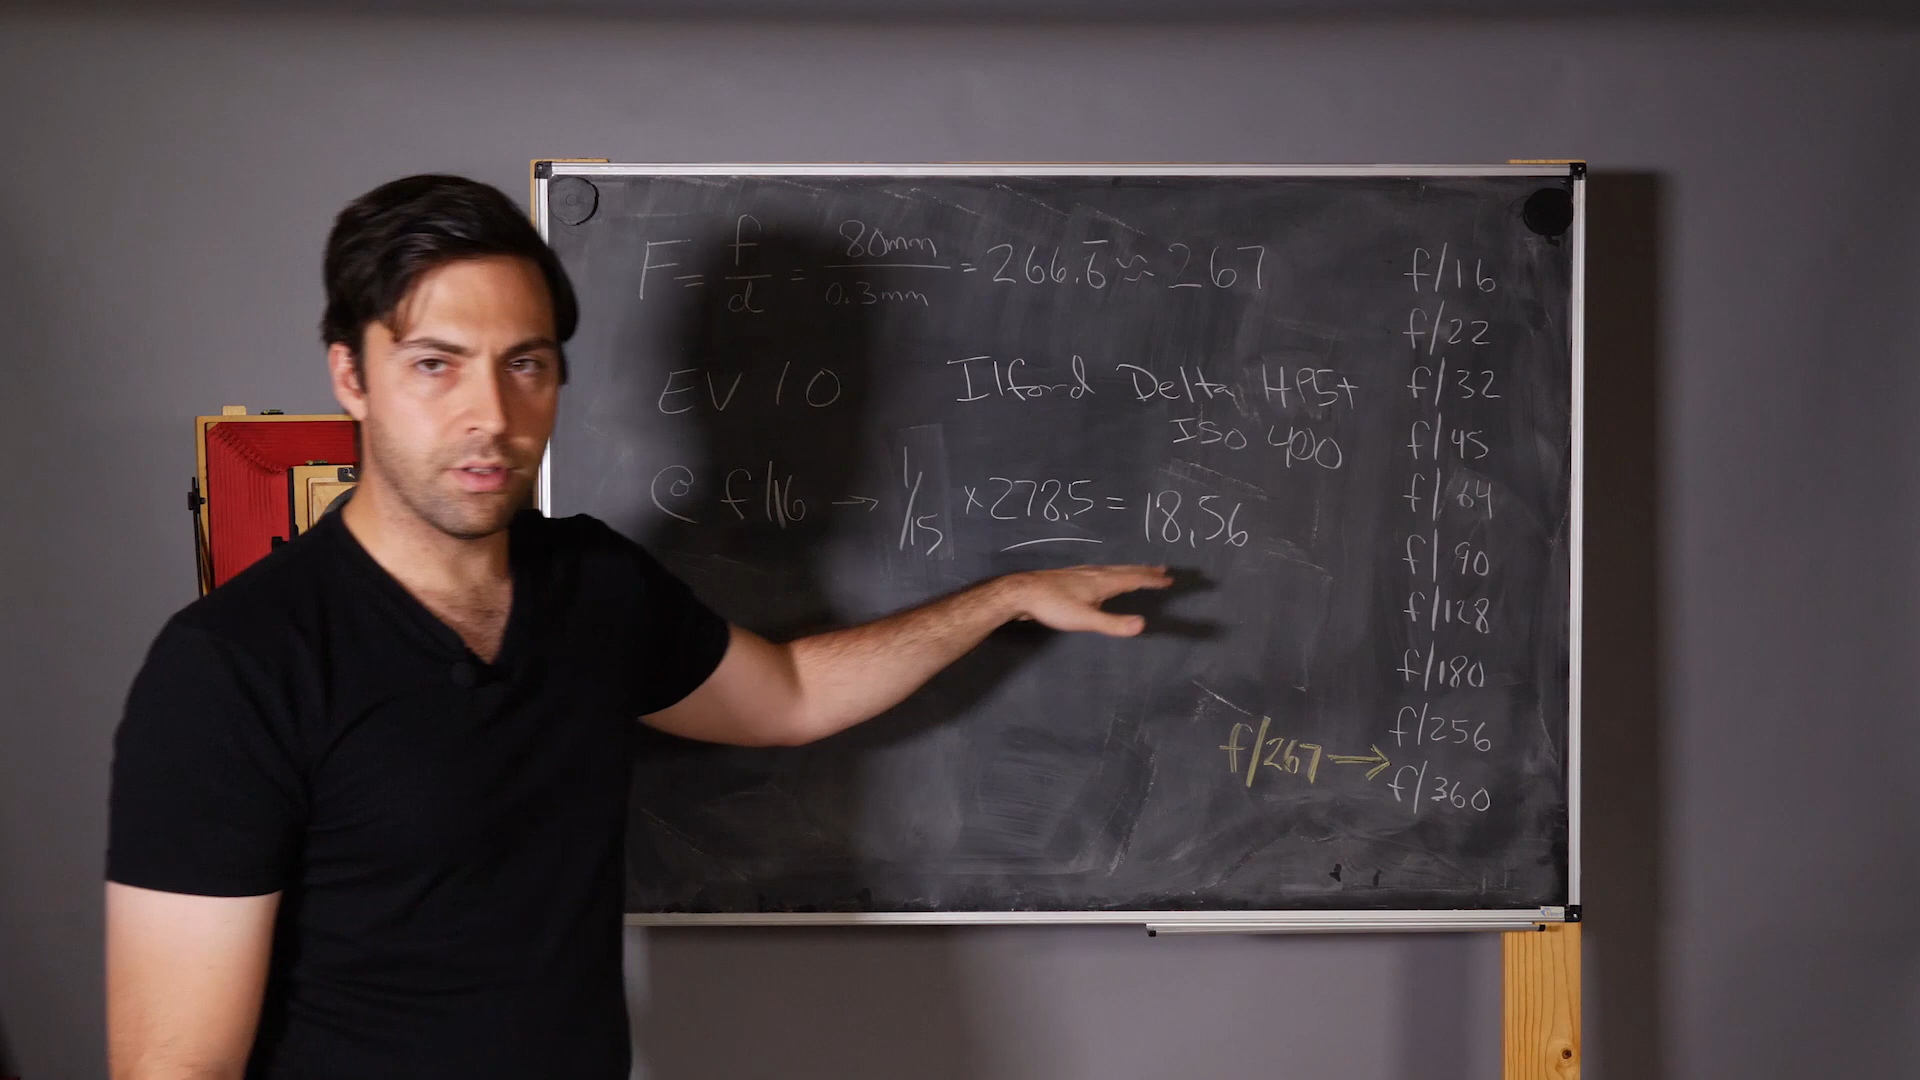 F = f/d = 80mm/0.3mm = 266.6̅ ≈ 267
EV 10
Ilford Delta HP5+
ISO 400
@ f/16 → 1/15 × 278.5 = 18.56
f/16
f/22
f/32
f/45
f/64
f/90
f/128
f/180
f/256
f/267 →
f/360